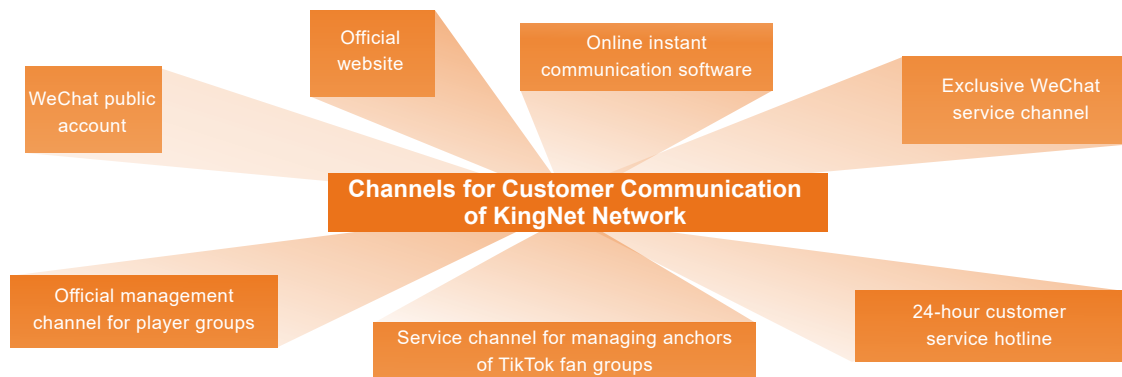 Official
website
Online instant
communication software
WeChat public
account
Exclusive WeChat
service channel
Channels for Customer Communication
of KingNet Network
Official management
channel for player groups
Service channel for managing anchors
of TikTok fan groups
24-hour customer
service hotline